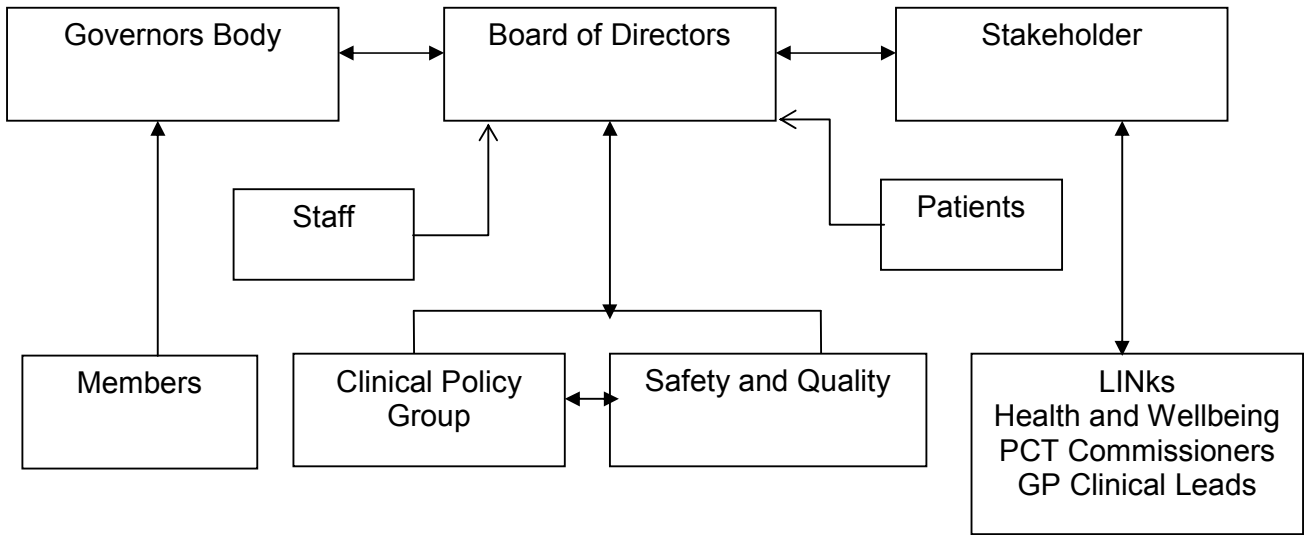 Governors Body
Board of Directors
Stakeholder
Staff
Patients
Members
Clinical Policy
Group
Safety and Quality
LINks
Health and Wellbeing
PCT Commissioners
GP Clinical Leads